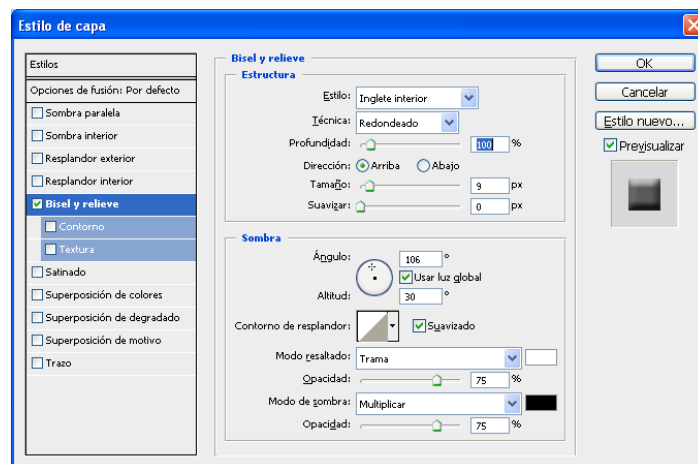 Estilo de capa
Estilos
Opciones de fusión: Por defecto
Sombra paralela
Sombra interior
Resplandor exterior
Resplandor interior
Bisel y relieve
Contorno
Textura
Satinado
Superposición de colores
Superposición de degradado
Superposición de motivo
Trazo
Bisel y relieve
Estructura
Estilo: Inglete interior
Técnica: Redondeado
Profundidad: 100 %
Dirección: Arriba Abajo
Tamaño: 9 px
Suavizar: 0 px
Sombra
Ángulo: 106 °
Usar luz global
Altitud: 30 °
Contorno de resplandor: Suavizado
Modo resaltado: Trama
Opacidad: 75 %
Modo de sombra: Multiplicar
Opacidad: 75 %
OK
Cancelar
Estilo nuevo...
Previsualizar